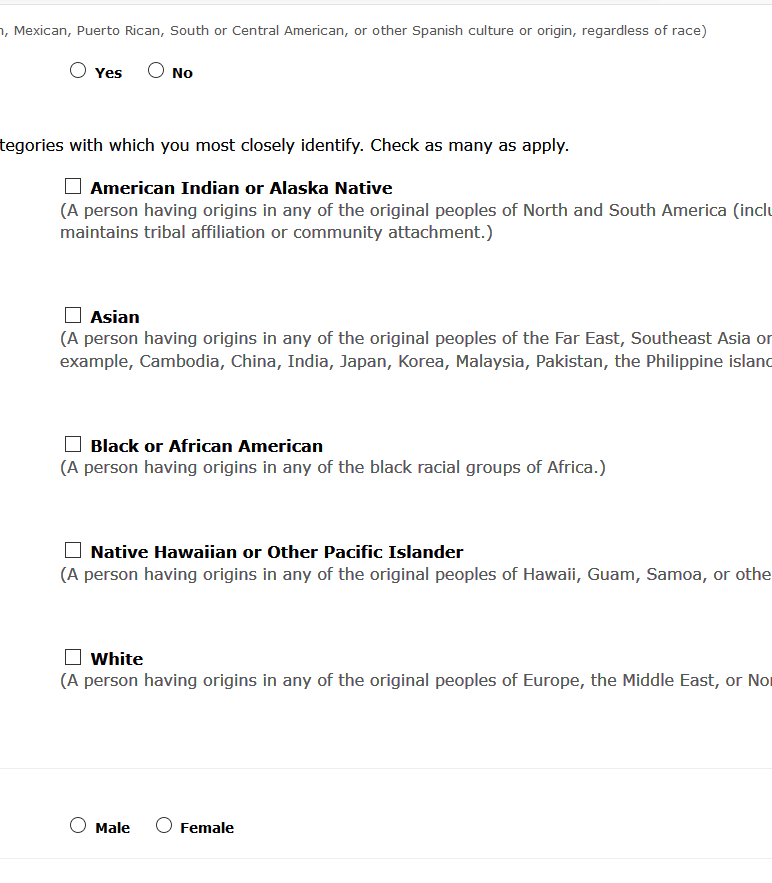 Mexican, Puerto Rican, South or Central American, or other Spanish culture or origin, regardless of race)
Yes No
tegories with which you most closely identify. Check as many as apply.
American Indian or Alaska Native
(A person having origins in any of the original peoples of North and South America (inclu
maintains tribal affiliation or community attachment.)
Asian
(A person having origins in any of the original peoples of the Far East, Southeast Asia or
example, Cambodia, China, India, Japan, Korea, Malaysia, Pakistan, the Philippine islan
Black or African American
(A person having origins in any of the black racial groups of Africa.)
Native Hawaiian or Other Pacific Islander
(A person having origins in any of the original peoples of Hawaii, Guam, Samoa, or othe
White
(A person having origins in any of the original peoples of Europe, the Middle East, or No
Male Female